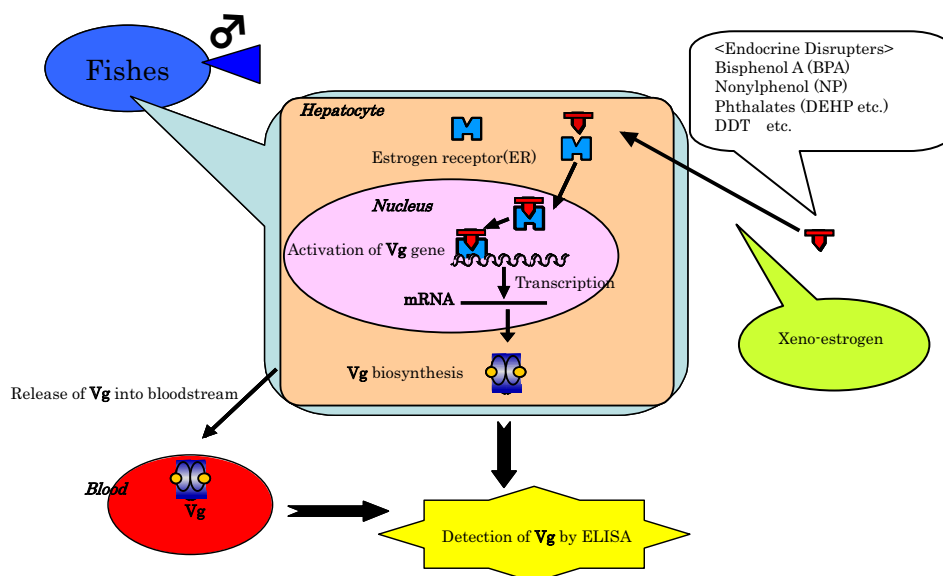 ♂
Fishes
<Endocrine Disrupters>
Bisphenol A (BPA)
Nonylphenol (NP)
Phthalates (DEHP etc.)
DDT    etc.
Hepatocyte
Estrogen receptor(ER)
Nucleus
Activation of Vg gene
Transcription
mRNA
Xeno-estrogen
Vg biosynthesis
Release of Vg into bloodstream
Blood
Vg
Detection of Vg by ELISA